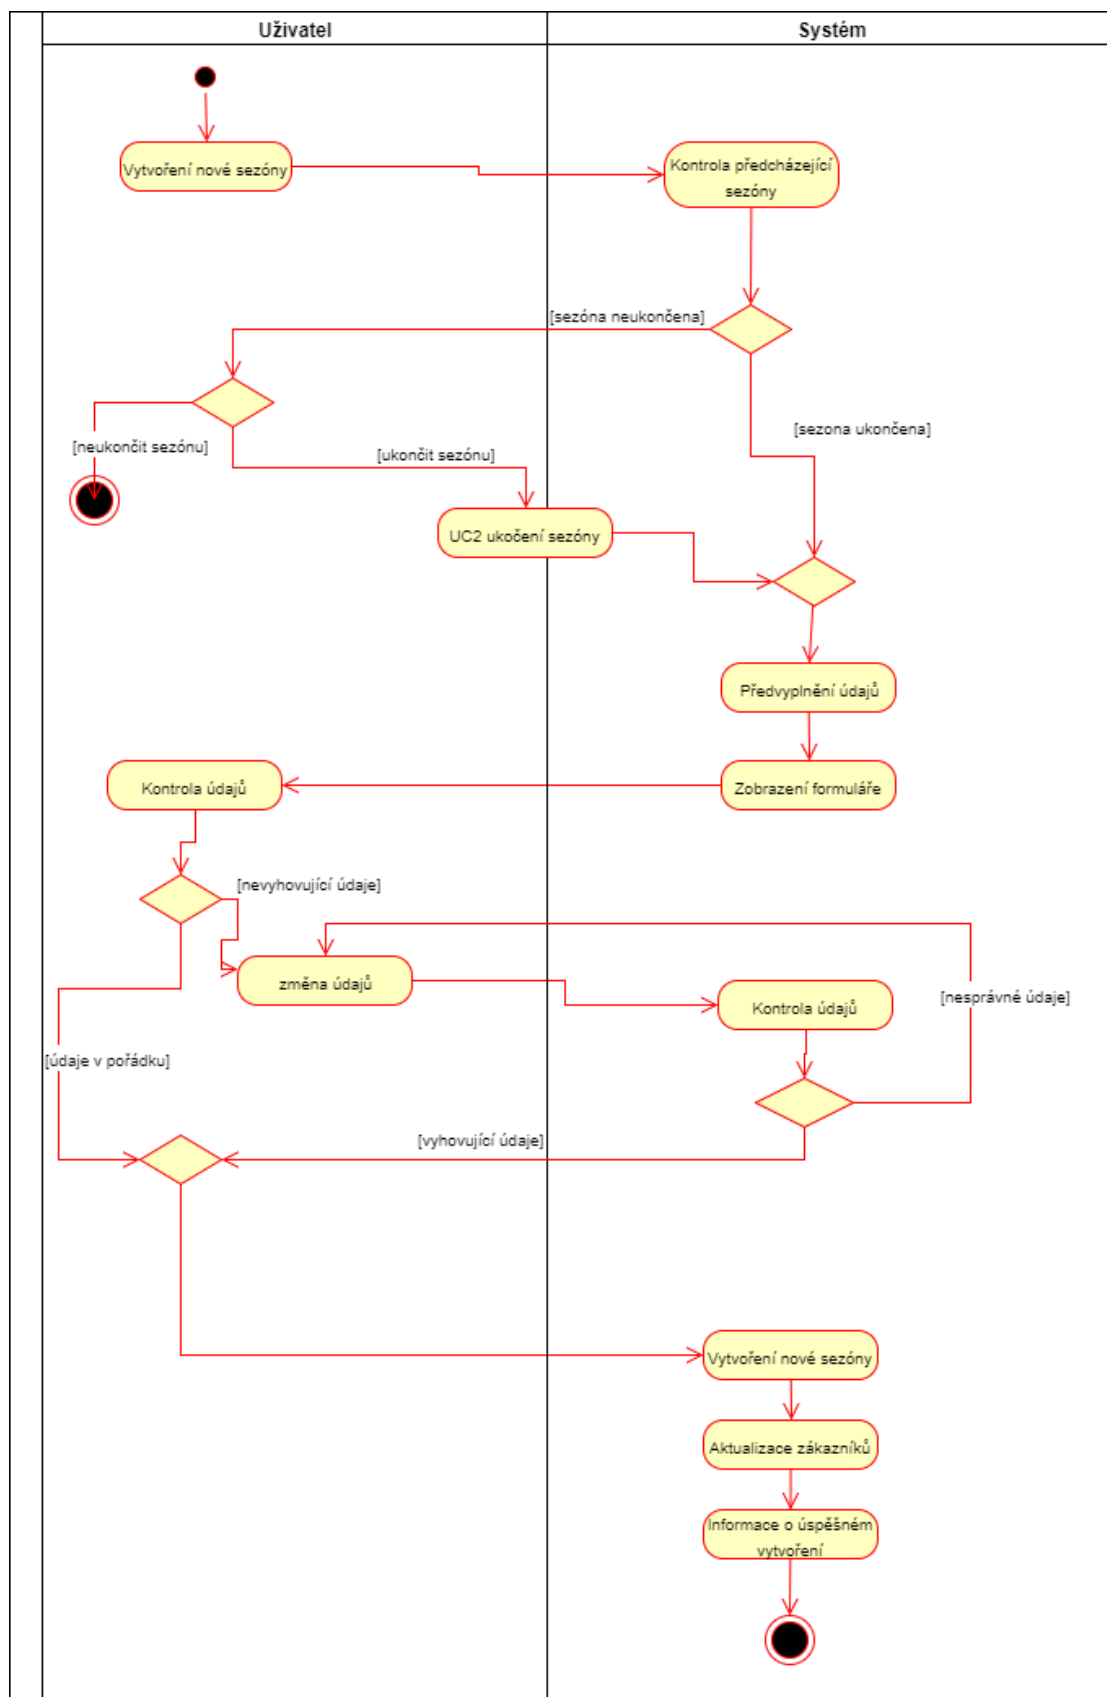 Uživatel
Systém
Vytvoření nové sezóny
Kontrola předcházející
sezóny
[sezóna neukončena]
[sezona ukončena]
[neukončit sezónu]
[ukončit sezónu]
UC2 ukočení sezóny
Předvyplnění údajů
Kontrola údajů
Zobrazení formuláře
[nevyhovující údaje]
změna údajů
Kontrola údajů
[nesprávné údaje]
[údaje v pořádku]
[vyhovující údaje]
Vytvoření nové sezóny
Aktualizace zákazníků
Informace o úspěšném
vytvoření